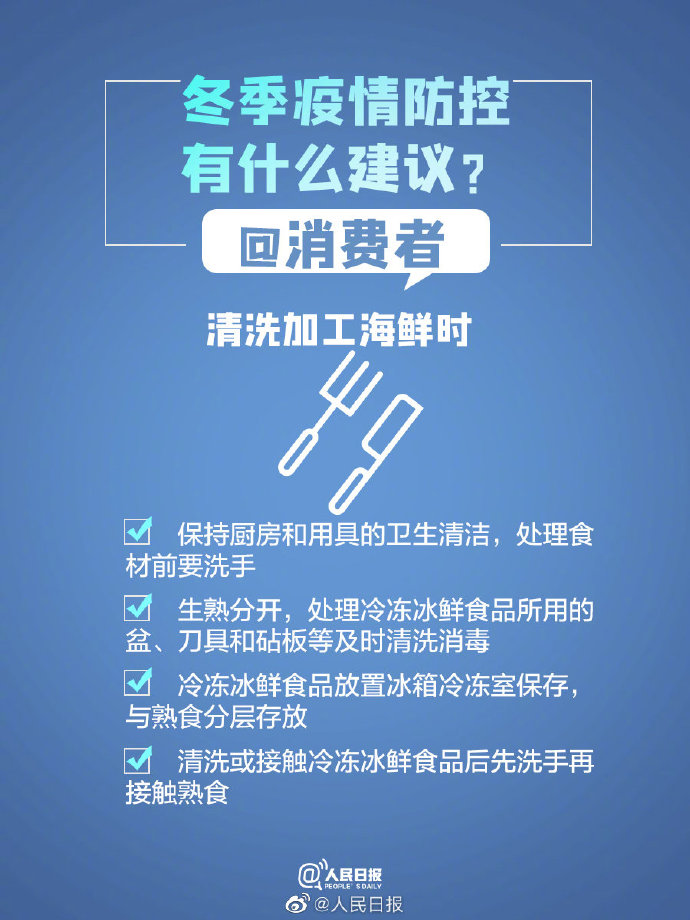 冬季疫情防控
有什么建议？
@消费者
清洗加工海鲜时
保持厨房和用具的卫生清洁，处理食
材前要洗手
生熟分开，处理冷冻冰鲜食品所用的
盆、刀具和砧板等及时清洗消毒
冷冻冰鲜食品放置冰箱冷冻室保存，
与熟食分层存放
清洗或接触冷冻冰鲜食品后先洗手再
接触熟食
@人民日报
PEOPLE'S DAILY
@人民日报